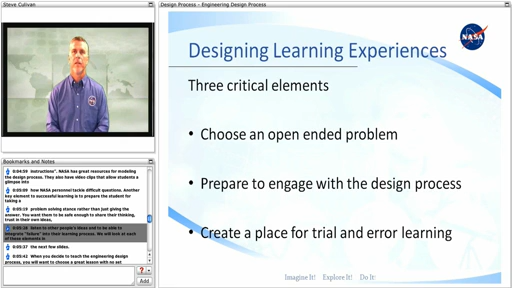 Steve Culivan
Design Process - Engineering Design Process
NASA
Designing Learning Experiences
Three critical elements
• Choose an open ended problem
• Prepare to engage with the design process
• Create a place for trial and error learning
Imagine It! Explore It! Do It!
Bookmarks and Notes
0:04:59 instructions". NASA has great resources for modeling
the design process. They also have video clips that allow students a
glimpse into
0:05:09 how NASA personnel tackle difficult questions. Another
key element to successful learning is to prepare the student for
taking a
0:05:19 problem solving stance rather than just giving the
answer. You want them to be safe enough to share their thinking,
trust in their own ideas,
0:05:28 listen to other people's ideas and to be able to
integrate "failure" into their learning process. We will look at each
of these elements in
0:05:37 the next few slides.
0:05:42 When you decide to teach the engineering design
process, you will want to choose a great lesson with no set
?
Add